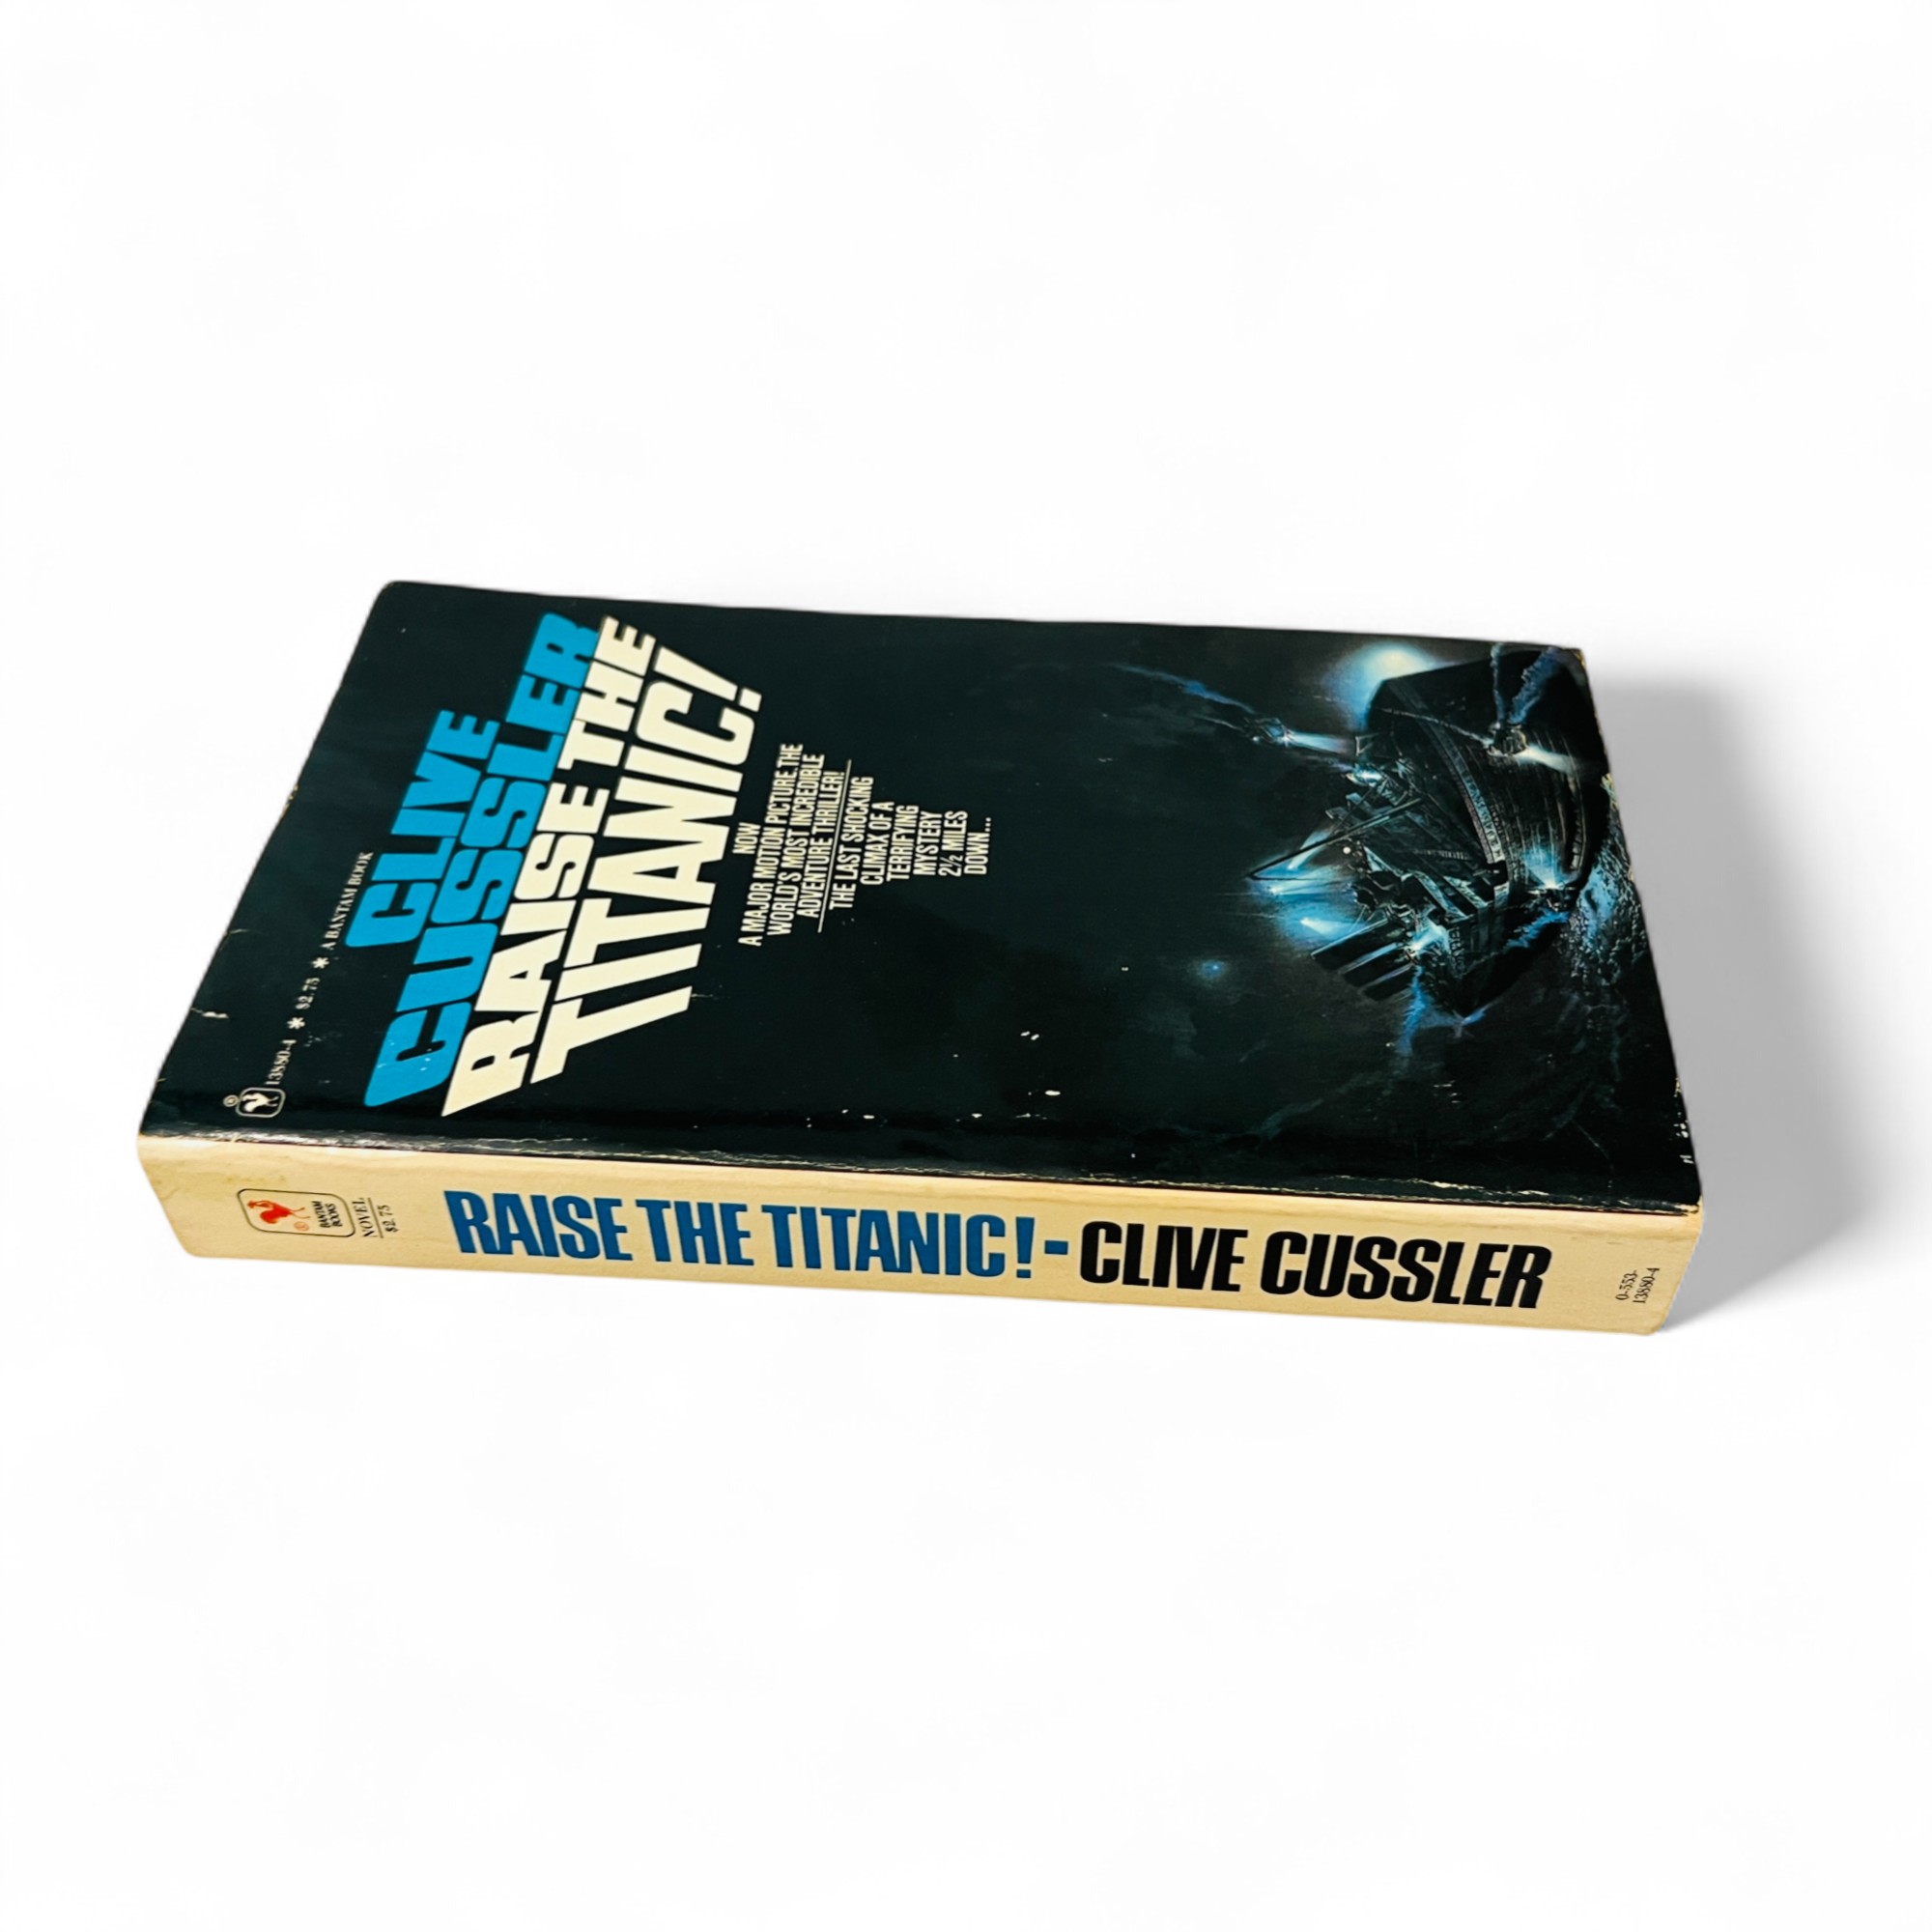 13880-4 * $2.75 * A BANTAM BOOK
CLIVE
CUSSLER
RAISE THE
TITANIC!
NOW
A MAJOR MOTION PICTURE. THE
WORLD'S MOST INCREDIBLE
ADVENTURE THRILLER!
THE LAST SHOCKING
CLIMAX OF A
TERRIFYING
MYSTERY
2½ MILES
DOWN...
BANTAM
BOOKS
NOVEL
$2.75
RAISE THE TITANIC!-CLIVE CUSSLER
0-553-
13880-4